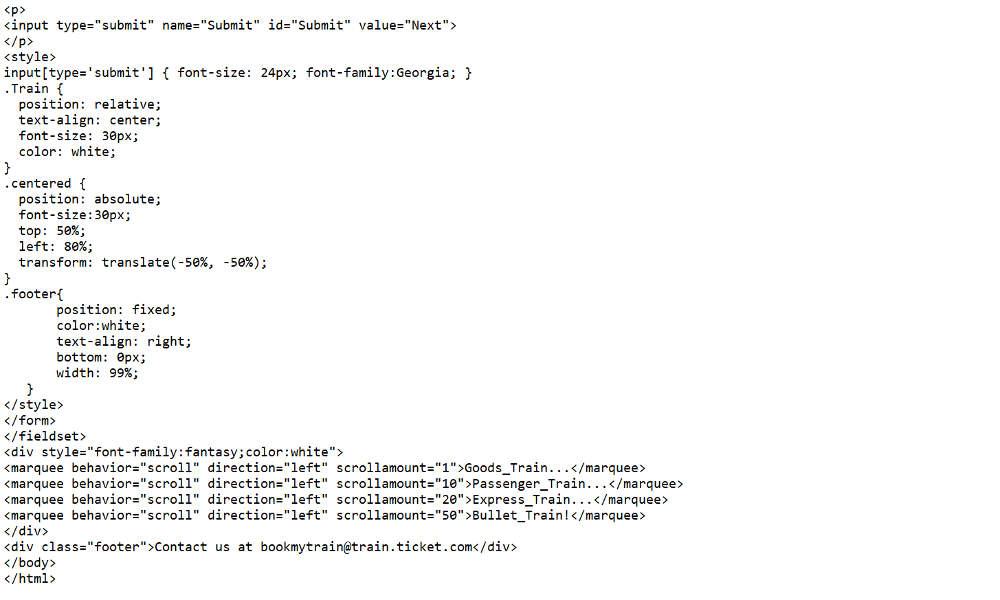 <p>
<input type="submit" name="Submit" id="Submit" value="Next">
</p>
<style>
input[type='submit'] { font-size: 24px; font-family:Georgia; }
.Train {
  position: relative;
  text-align: center;
  font-size: 30px;
  color: white;
}
.centered {
  position: absolute;
  font-size:30px;
  top: 50%;
  left: 80%;
  transform: translate(-50%, -50%);
}
.footer{
       position: fixed;
       color:white;
       text-align: right;
       bottom: 0px;
       width: 99%;
   }
</style>
</form>
</fieldset>
<div style="font-family:fantasy;color:white">
<marquee behavior="scroll" direction="left" scrollamount="1">Goods_Train...</marquee>
<marquee behavior="scroll" direction="left" scrollamount="10">Passenger_Train...</marquee>
<marquee behavior="scroll" direction="left" scrollamount="20">Express_Train...</marquee>
<marquee behavior="scroll" direction="left" scrollamount="50">Bullet_Train!</marquee>
</div>
<div class="footer">Contact us at bookmytrain@train.ticket.com</div>
</body>
</html>